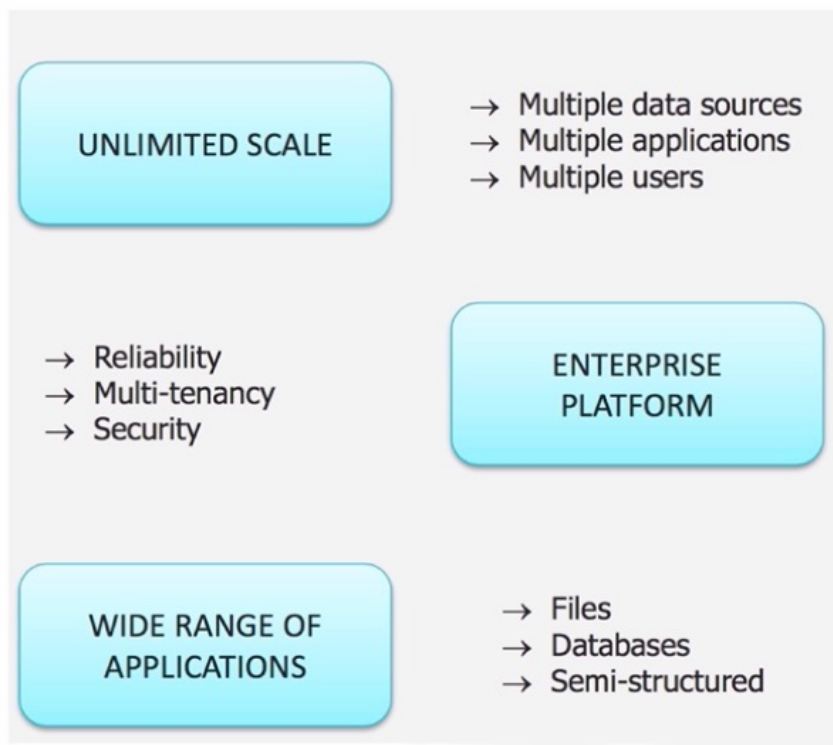 UNLIMITED SCALE
→ Multiple data sources
→ Multiple applications
→ Multiple users
→ Reliability
→ Multi-tenancy
→ Security
ENTERPRISE
PLATFORM
WIDE RANGE OF
APPLICATIONS
→ Files
→ Databases
→ Semi-structured